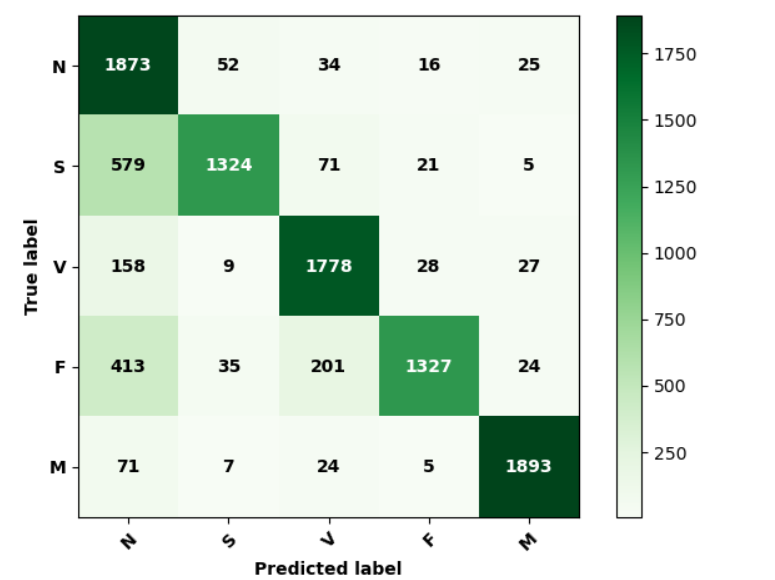 N 1873 52 34 16 25
S 579 1324 71 21 5
V 158 9 1778 28 27
F 413 35 201 1327 24
M 71 7 24 5 1893
N S V F M
Predicted label
True label
1750
1500
1250
1000
750
500
250